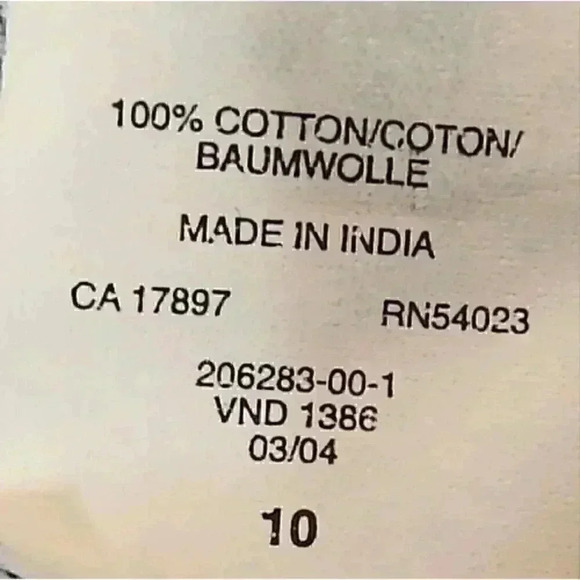 100% COTTON/COTON/
BAUMWOLLE
MADE IN INDIA
CA 17897 RN54023
206283-00-1
VND 1386
03/04
10